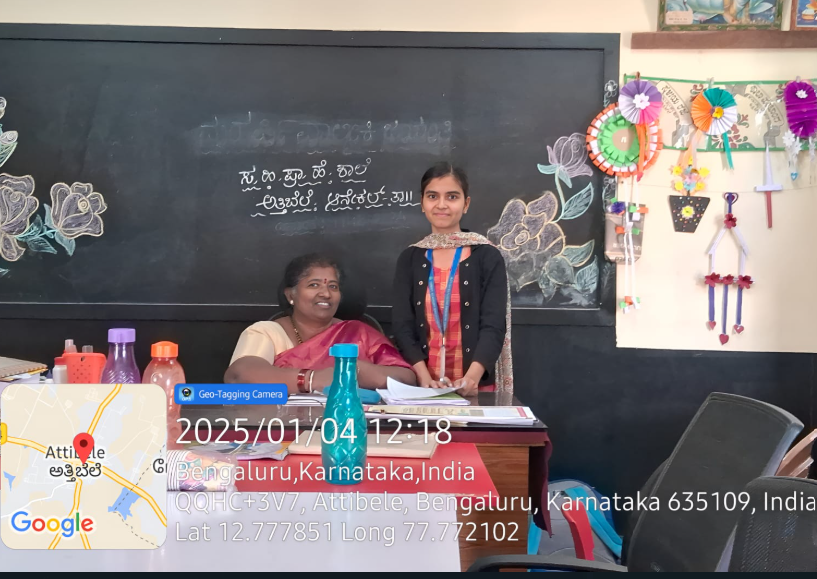 ಸ.ಹಿ.ಪ್ರಾ.ಹೆ. ಶಾಲೆ
ಅತ್ತಿಬೆಲೆ. ಆನೇಕಲ್-ತಾ||
Geo-Tagging Camera
2025/01/04 12:18
Attibele
ಅತ್ತಿಬೆಲೆ
Google
Bengaluru,Karnataka,India
QQHC+3V7, Attibele, Bengaluru, Karnataka 635109, India
Lat 12.777851 Long 77.772102